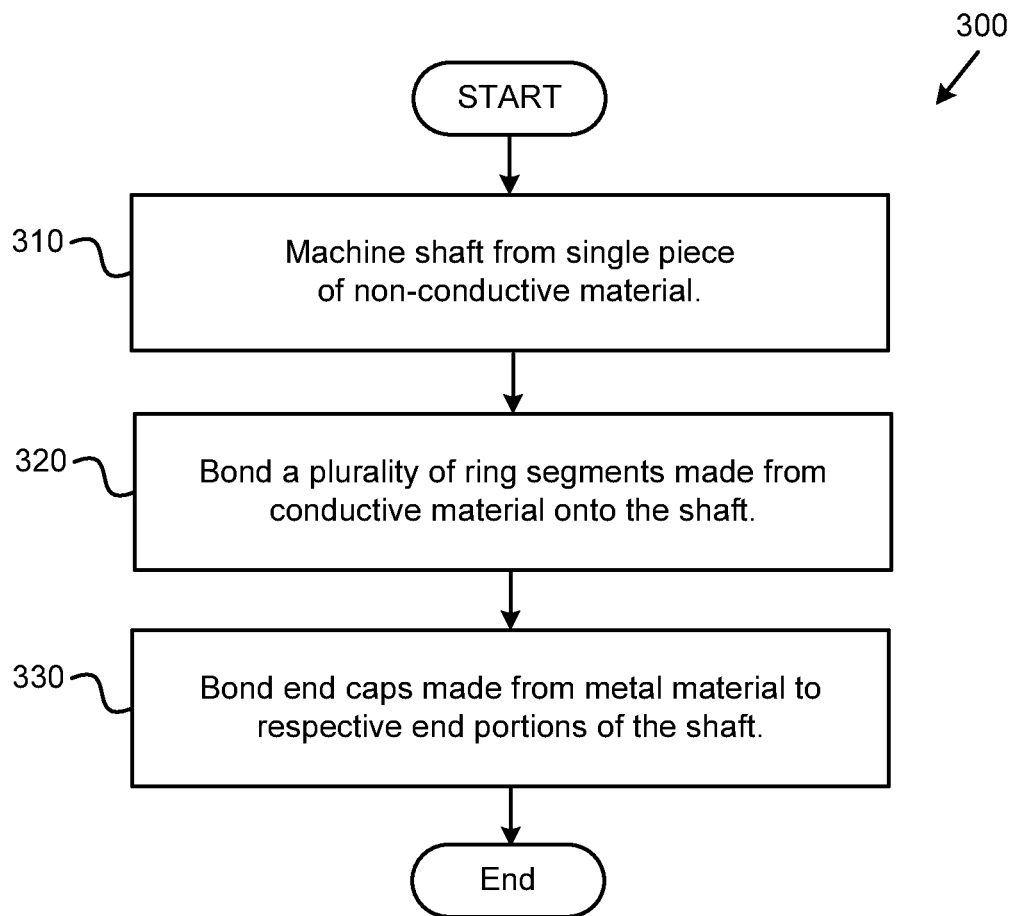 300
START
310
Machine shaft from single piece
of non-conductive material.
320
Bond a plurality of ring segments made from
conductive material onto the shaft.
330
Bond end caps made from metal material to
respective end portions of the shaft.
End